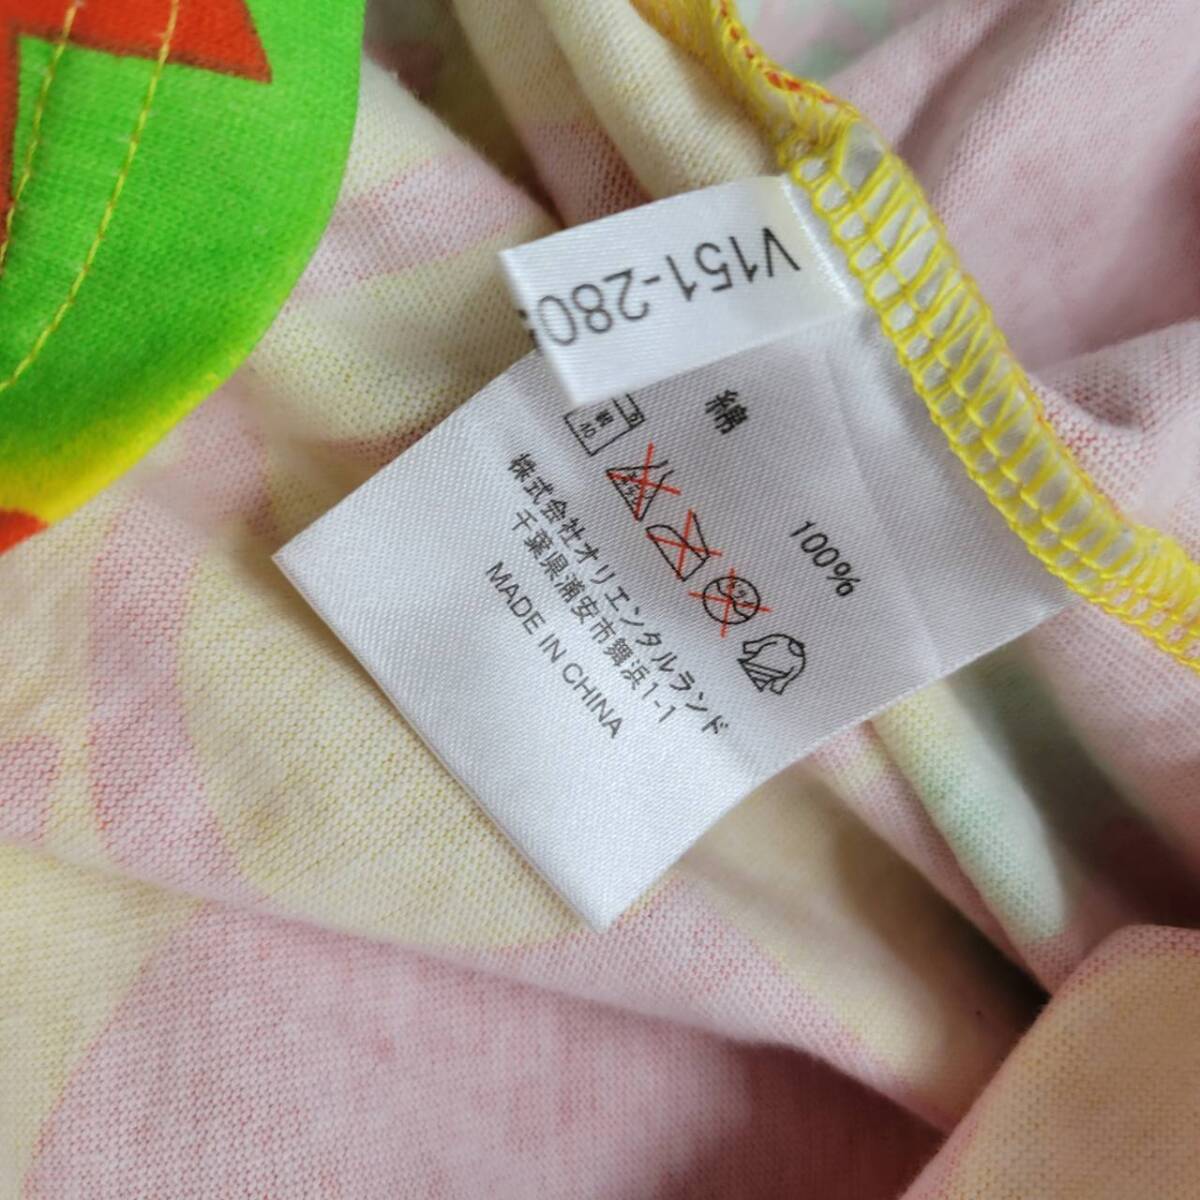 V151-280
綿 100%
40
株式会社オリエンタルランド
千葉県浦安市舞浜1-1
MADE IN CHINA